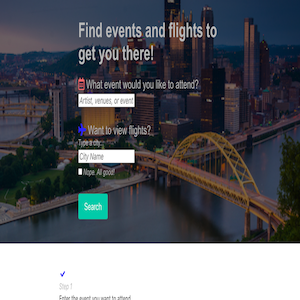 Find events and flights to
get you there!
What event would you like to attend?
Artist, venues, or event
Want to view flights?
Type a city...
City Name
Nope. All good!
Search
Step 1
Enter the event you want to attend